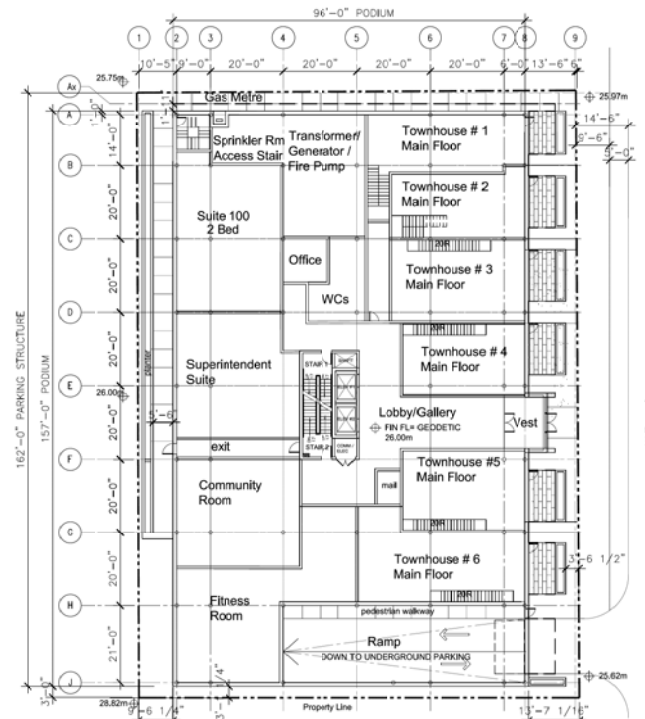 96'-0" PODIUM
1 2 3 4 5 6 7 8 9
10'-5" 9'-0" 20'-0" 20'-0" 20'-0" 20'-0" 13'-6"
25.75m
Ax
Gas Metre
25.97m
A
14'-6"
9'-6"
5'-0"
Sprinkler Rm
Access Stair
Transformer/
Generator /
Fire Pump
Townhouse # 1
Main Floor
14'-0"
B
Townhouse # 2
Main Floor
20'-0"
Suite 100
2 Bed
C
20R
Office
Townhouse # 3
Main Floor
20'-0"
WCs
D
20R
162'-0" PARKING STRUCTURE
157'-0" PODIUM
planter
Superintendent
Suite
STAIR 1
Townhouse # 4
Main Floor
20'-0"
E
26.00m
5'-6"
Lobby/Gallery
FIN FL= GEODETIC
26.00m
Vest
20'-0"
exit
STAIR 2
F
Community
Room
mail
Townhouse #5
Main Floor
20'-0"
20R
G
3'-6 1/2"
Townhouse # 6
Main Floor
20'-0"
Fitness
Room
20R
H
pedestrian walkway
Ramp
DOWN TO UNDERGROUND PARKING
21'-0"
J
25.62m
3'-0"
28.82m
9'-6 1/4"
Property Line
13'-7 1/16"